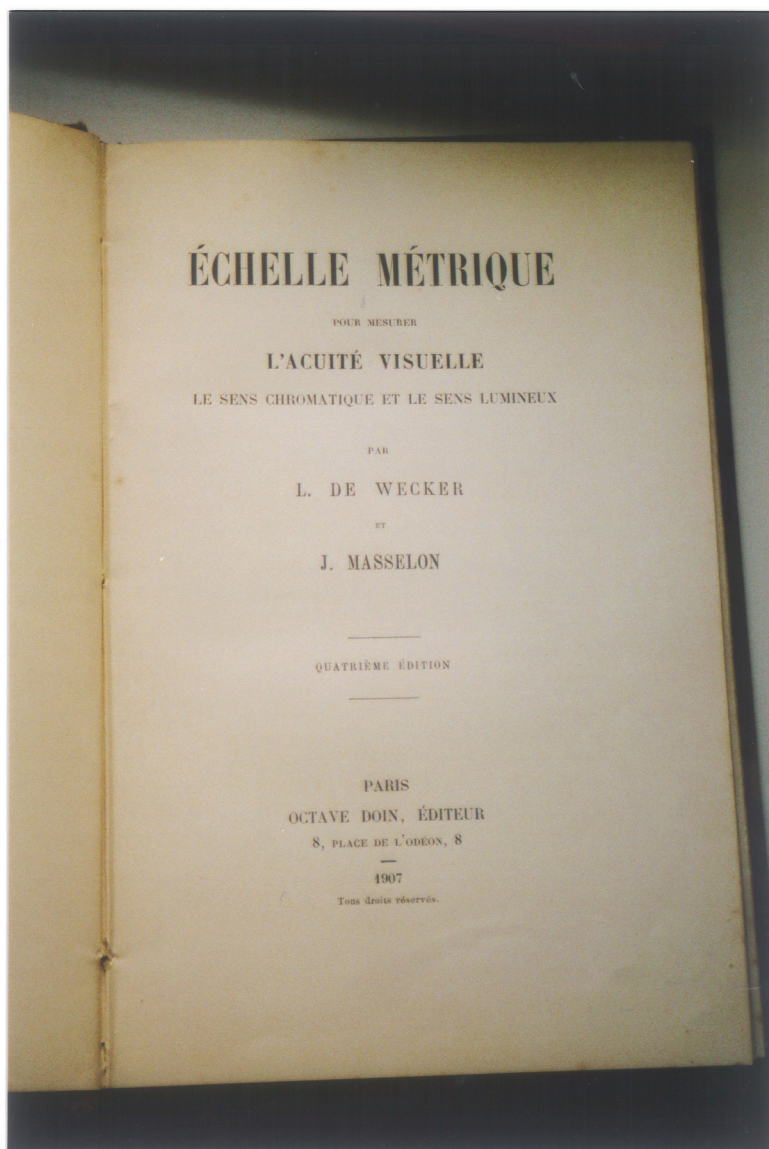 ÉCHELLE MÉTRIQUE
POUR MESURER
L'ACUITÉ VISUELLE
LE SENS CHROMATIQUE ET LE SENS LUMINEUX
PAR
L. DE WECKER
ET
J. MASSELON
QUATRIÈME ÉDITION
PARIS
OCTAVE DOIN, ÉDITEUR
8, PLACE DE L'ODÉON, 8
1907
Tous droits réservés.